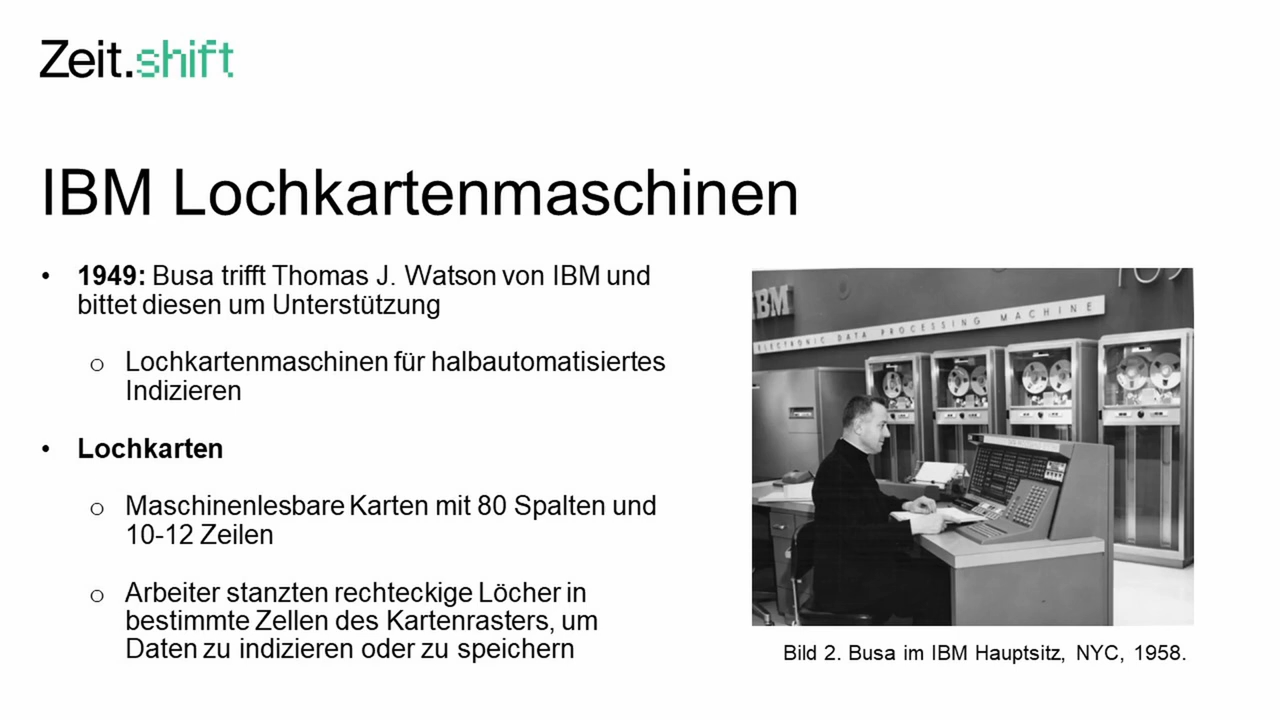 Zeit.shift
IBM Lochkartenmaschinen
• 1949: Busa trifft Thomas J. Watson von IBM und
bittet diesen um Unterstützung
o Lochkartenmaschinen für halbautomatisiertes
Indizieren
• Lochkarten
o Maschinenlesbare Karten mit 80 Spalten und
10-12 Zeilen
o Arbeiter stanzten rechteckige Löcher in
bestimmte Zellen des Kartenrasters, um
Daten zu indizieren oder zu speichern
IBM
ELECTRONIC DATA PROCESSING MACHINE
Bild 2. Busa im IBM Hauptsitz, NYC, 1958.